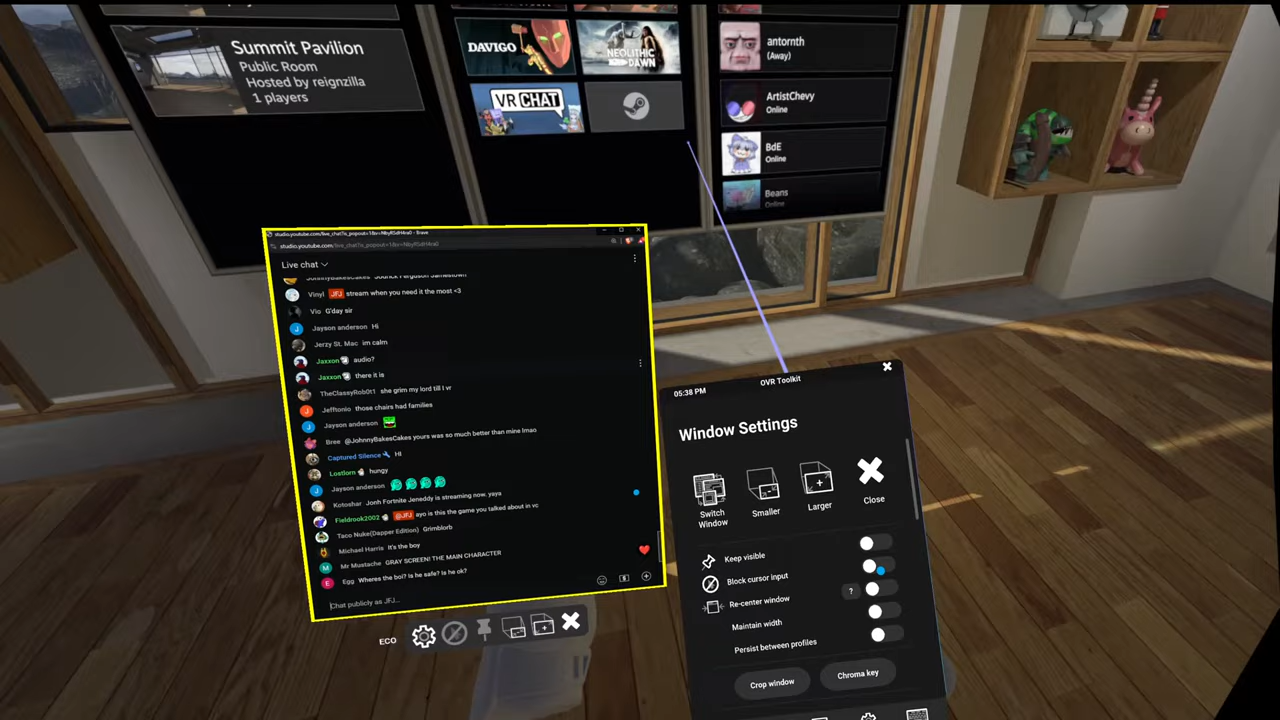 Summit Pavilion
Public Room
Hosted by reignzilla
1 players
DAVIGO
NEOLITHIC DAWN
VRCHAT
antornth
(Away)
ArtistChevy
Online
BdE
Online
Beans
Online
Live chat
Vinyl JFJ stream when you need it the most <3
Vio G'day sir
J Jayson anderson Hi
Jerzy St. Mac im calm
Jaxxon audio?
Jaxxon there it is
TheClassyRob0t1 she grim my lord till i vr
Jefftonio those chairs had families
Jayson anderson
Bree @JohnnyBakesCakes yours was so much better than mine lmao
Captured Silence HI
Lostlorn hungy
J Jayson anderson
Kotoshar Jonh Fortnite Jeneddy is streaming now. yaya
Fieldrook2002 @JFJ ayo is this the game you talked about in vc
Taco Nuke(Dapper Edition) Grimblorb
Michael Harris It's the boy
M Mr Mustache GRAY SCREEN! THE MAIN CHARACTER
E Egg Wheres the boi? Is he safe? Is he ok?
Chat publicly as JFJ...
ECO
05:38 PM
OVR Toolkit
Window Settings
Switch Window
Smaller
Larger
Close
Keep visible
Block cursor input
Re-center window
?
Maintain width
Persist between profiles
Crop window
Chroma key